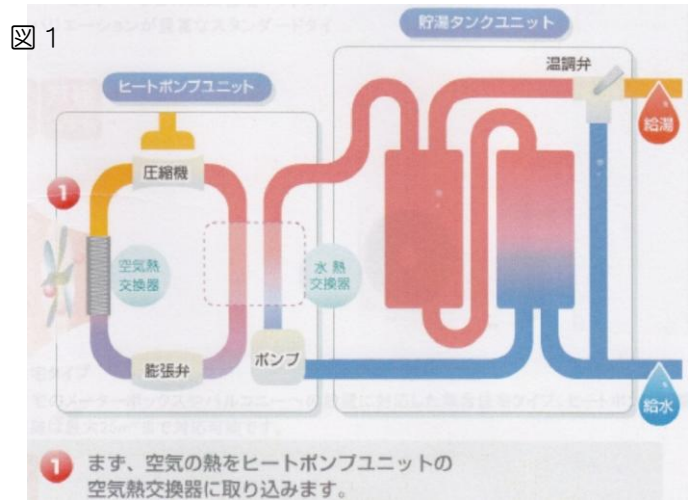 図1
貯湯タンクユニット
ヒートポンプユニット
温調弁
給湯
圧縮機
1
空気熱
交換器
水熱
交換器
膨張弁
ポンプ
給水
1 まず、空気の熱をヒートポンプユニットの
空気熱交換器に取り込みます。